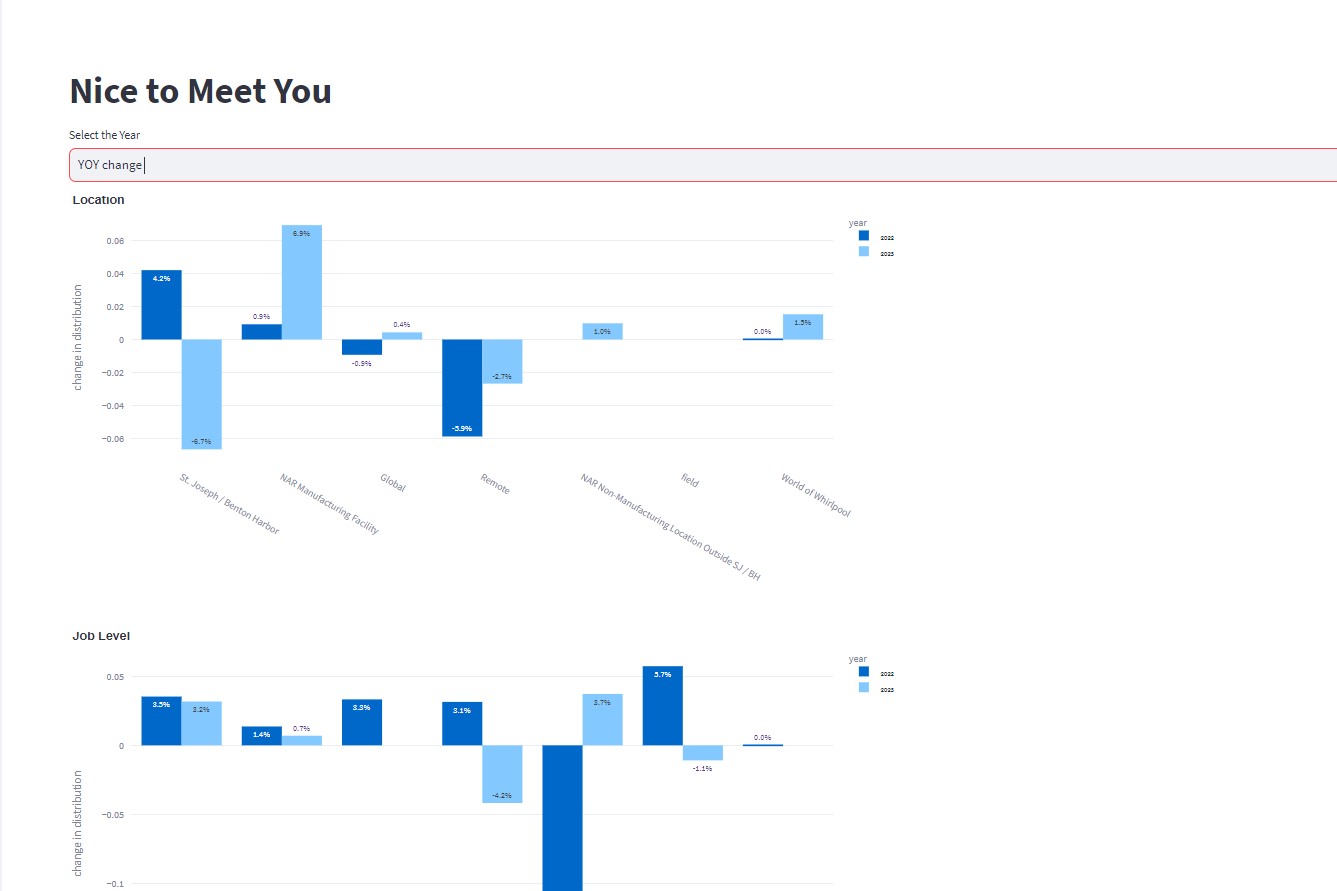 Nice to Meet You
Select the Year
YOY change
Location
year
2022
2023
change in distribution
0.06
0.04
0.02
0
−0.02
−0.04
−0.06
4.2%
-6.7%
0.9%
6.9%
-0.9%
0.4%
-5.9%
-2.7%
1.0%
0.0%
1.5%
St. Joseph / Benton Harbor
NAR Manufacturing Facility
Global
Remote
NAR Non-Manufacturing Location Outside SJ / BH
field
World of Whirlpool
Job Level
year
2022
2023
change in distribution
0.05
0
−0.05
−0.1
3.5%
3.2%
1.4%
0.7%
3.3%
3.1%
-4.2%
3.7%
5.7%
-1.1%
0.0%